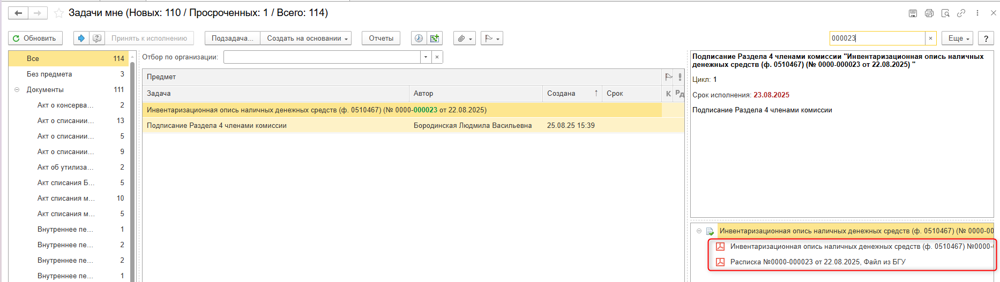 Задачи мне (Новых: 110 / Просроченных: 1 / Всего: 114)
Обновить
Принять к исполнению
Подзадача...
Создать на основании
Отчеты
000023
×
Еще
?
Все 114
Без предмета 3
Документы 111
Акт о консерва... 2
Акт о списании... 13
Акт о списании... 5
Акт о списании... 9
Акт об утилиза... 2
Акт списания Б... 5
Акт списания м... 10
Акт списания м... 5
Внутреннее пе... 1
Внутреннее пе... 2
Внутреннее пе... 2
Внутреннее пе... 1
Отбор по организации:
Предмет
Задача Автор Создана ↑ Срок К Рд
Инвентаризационная опись наличных денежных средств (ф. 0510467) (№ 0000-000023 от 22.08.2025)
Подписание Раздела 4 членами комиссии Бородинская Людмила Васильевна 25.08.25 15:39
Подписание Раздела 4 членами комиссии "Инвентаризационная опись наличных
денежных средств (ф. 0510467) (№ 0000-000023 от 22.08.2025) "
Цикл: 1
Срок исполнения: 23.08.2025
Подписание Раздела 4 членами комиссии
Инвентаризационная опись наличных денежных средств (ф. 0510467) (№ 0000-00
Инвентаризационная опись наличных денежных средств (ф. 0510467) №0000-
Расписка №0000-000023 от 22.08.2025, Файл из БГУ